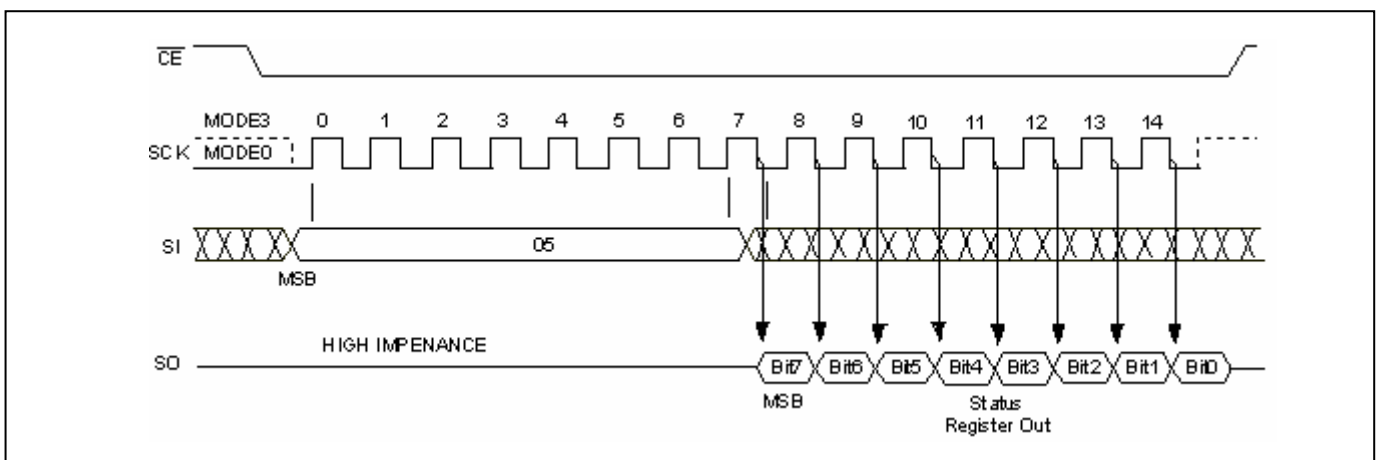 CE
MODE3 0 1 2 3 4 5 6 7 8 9 10 11 12 13 14
SCK MODE0
SI 05
MSB
HIGH IMPENANCE
SO Bit7 Bit6 Bit5 Bit4 Bit3 Bit2 Bit1 Bit0
MSB Status
Register Out